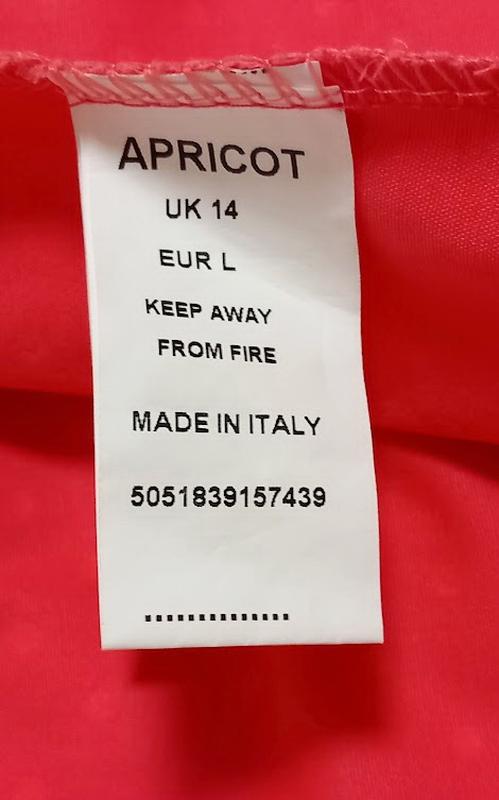 APRICOT
UK 14
EUR L
KEEP AWAY
FROM FIRE
MADE IN ITALY
5051839157439